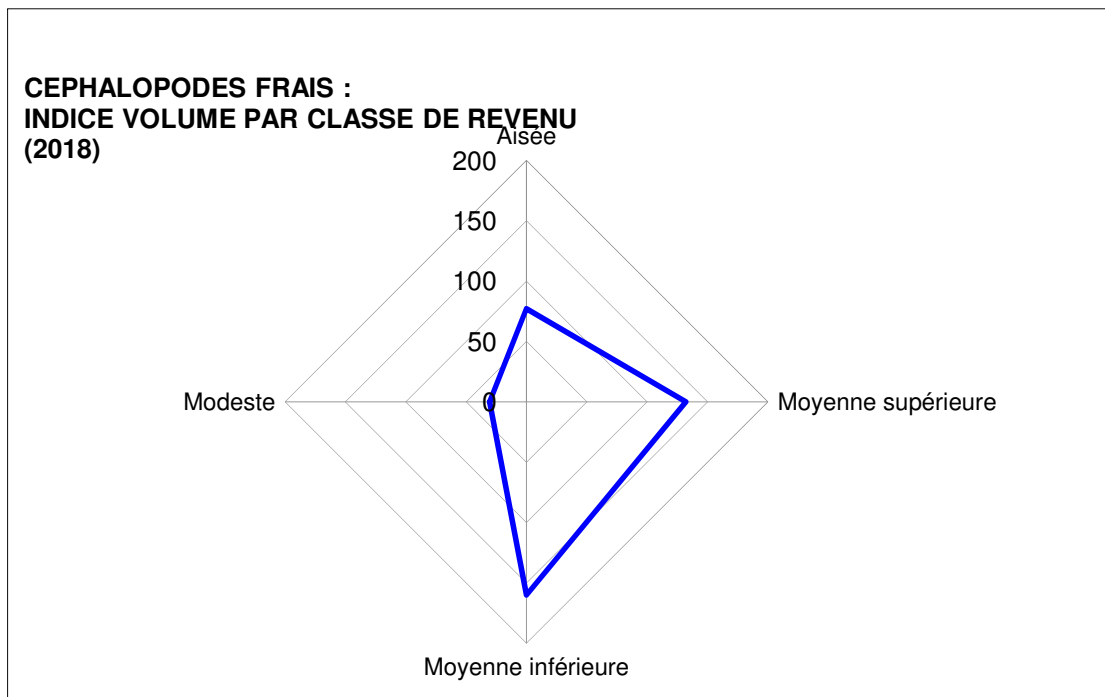 CEPHALOPODES FRAIS :
INDICE VOLUME PAR CLASSE DE REVENU
(2018)
Aisée
200
150
100
50
Modeste
0
Moyenne supérieure
Moyenne inférieure